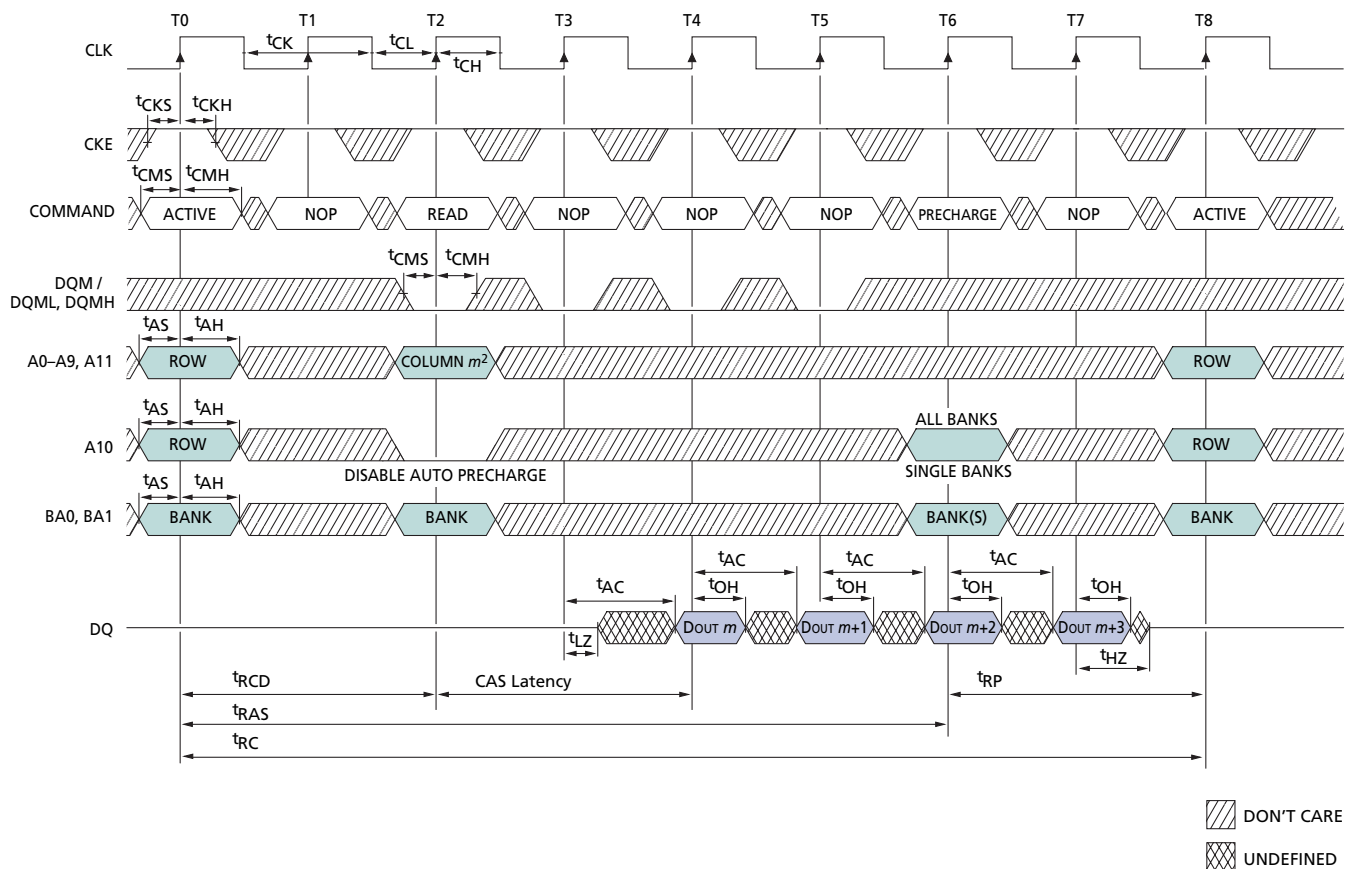 T0 T1 T2 T3 T4 T5 T6 T7 T8
CLK
tCK tCL
tCH
tCKS tCKH
CKE
tCMS tCMH
COMMAND ACTIVE NOP READ NOP NOP NOP PRECHARGE NOP ACTIVE
tCMS tCMH
DQM /
DQML, DQMH
tAS tAH
A0–A9, A11 ROW COLUMN m² ROW
tAS tAH
ALL BANKS
A10 ROW ROW
DISABLE AUTO PRECHARGE SINGLE BANKS
tAS tAH
BA0, BA1 BANK BANK BANK(S) BANK
tAC tAC tAC tAC
tOH tOH tOH tOH
DQ DOUT m DOUT m+1 DOUT m+2 DOUT m+3
tLZ tHZ
tRCD CAS Latency tRP
tRAS
tRC
DON'T CARE
UNDEFINED